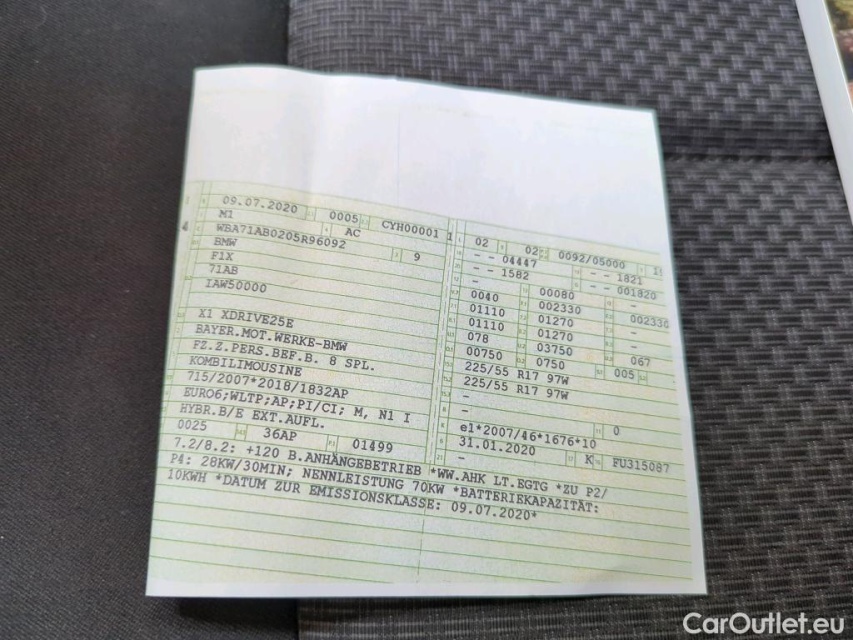 09.07.2020 0005 CYH00001 1
M1 AC
WBA71AB0205R96092 9
BMW
F1X
71AB
IAW50000
X1 XDRIVE25E
BAYER.MOT.WERKE-BMW
FZ.Z.PERS.BEF.B. 8 SPL.
KOMBILIMOUSINE
715/2007*2018/1832AP
EURO6;WLTP;AP;PI/CI; M, N1 I
HYBR.B/E EXT.AUFL.
0025 36AP 01499
02 02 0092/05000
- - 04447 - - 1821
- - 1582 - - 001820
- 00080 -
0040 002330 002330
01110 01270 -
01110 01270 -
078 03750 067
00750 0750 005
225/55 R17 97W
225/55 R17 97W
-
- 0
e1*2007/46*1676*10
31.01.2020 K FU315087
7.2/8.2: +120 B.ANHÄNGEBETRIEB *WW.AHK LT.EGTG *ZU P2/
P4: 28KW/30MIN; NENNLEISTUNG 70KW *BATTERIEKAPAZITÄT:
10KWH *DATUM ZUR EMISSIONSKLASSE: 09.07.2020*
CarOutlet.eu